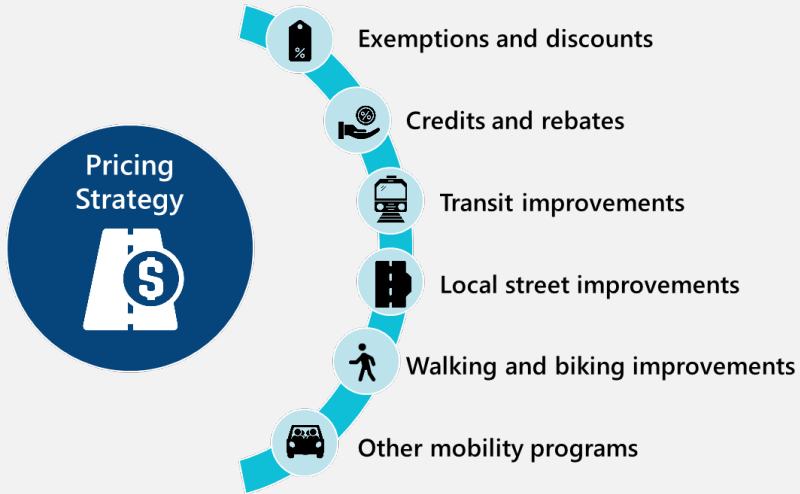 Pricing
Strategy
$
%
Exemptions and discounts
%
Credits and rebates
Transit improvements
Local street improvements
Walking and biking improvements
Other mobility programs